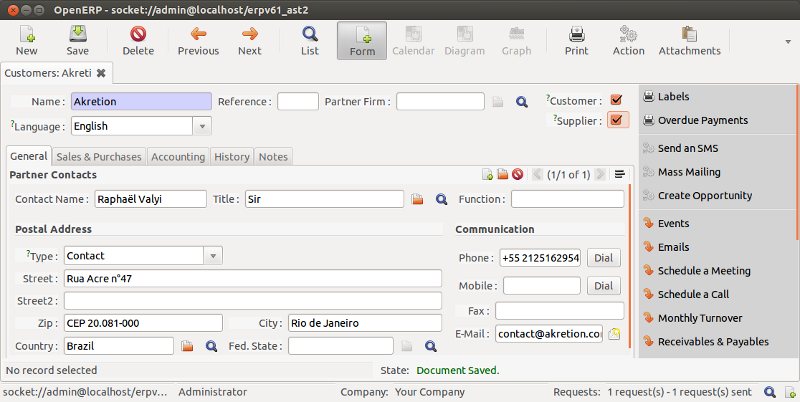 OpenERP - socket://admin@localhost/erpv61_ast2
New Save Delete Previous Next List Form Calendar Diagram Graph Print Action Attachments
Customers: Akreti
Name : Akretion Reference : Partner Firm : ?Customer :
?Language : English ?Supplier :
General Sales & Purchases Accounting History Notes
Partner Contacts (1/1 of 1)
Contact Name : Raphaël Valyi Title : Sir Function :
Postal Address Communication
?Type : Contact Phone : +55 2125162954 Dial
Street : Rua Acre n°47 Mobile : Dial
Street2 : Fax :
Zip : CEP 20.081-000 City : Rio de Janeiro E-Mail : contact@akretion.co
Country : Brazil Fed. State :
Labels
Overdue Payments
Send an SMS
Mass Mailing
Create Opportunity
Events
Emails
Schedule a Meeting
Schedule a Call
Monthly Turnover
Receivables & Payables
No record selected State: Document Saved.
socket://admin@localhost/erpv... Administrator Company: Your Company Requests: 1 request(s) - 1 request(s) sent